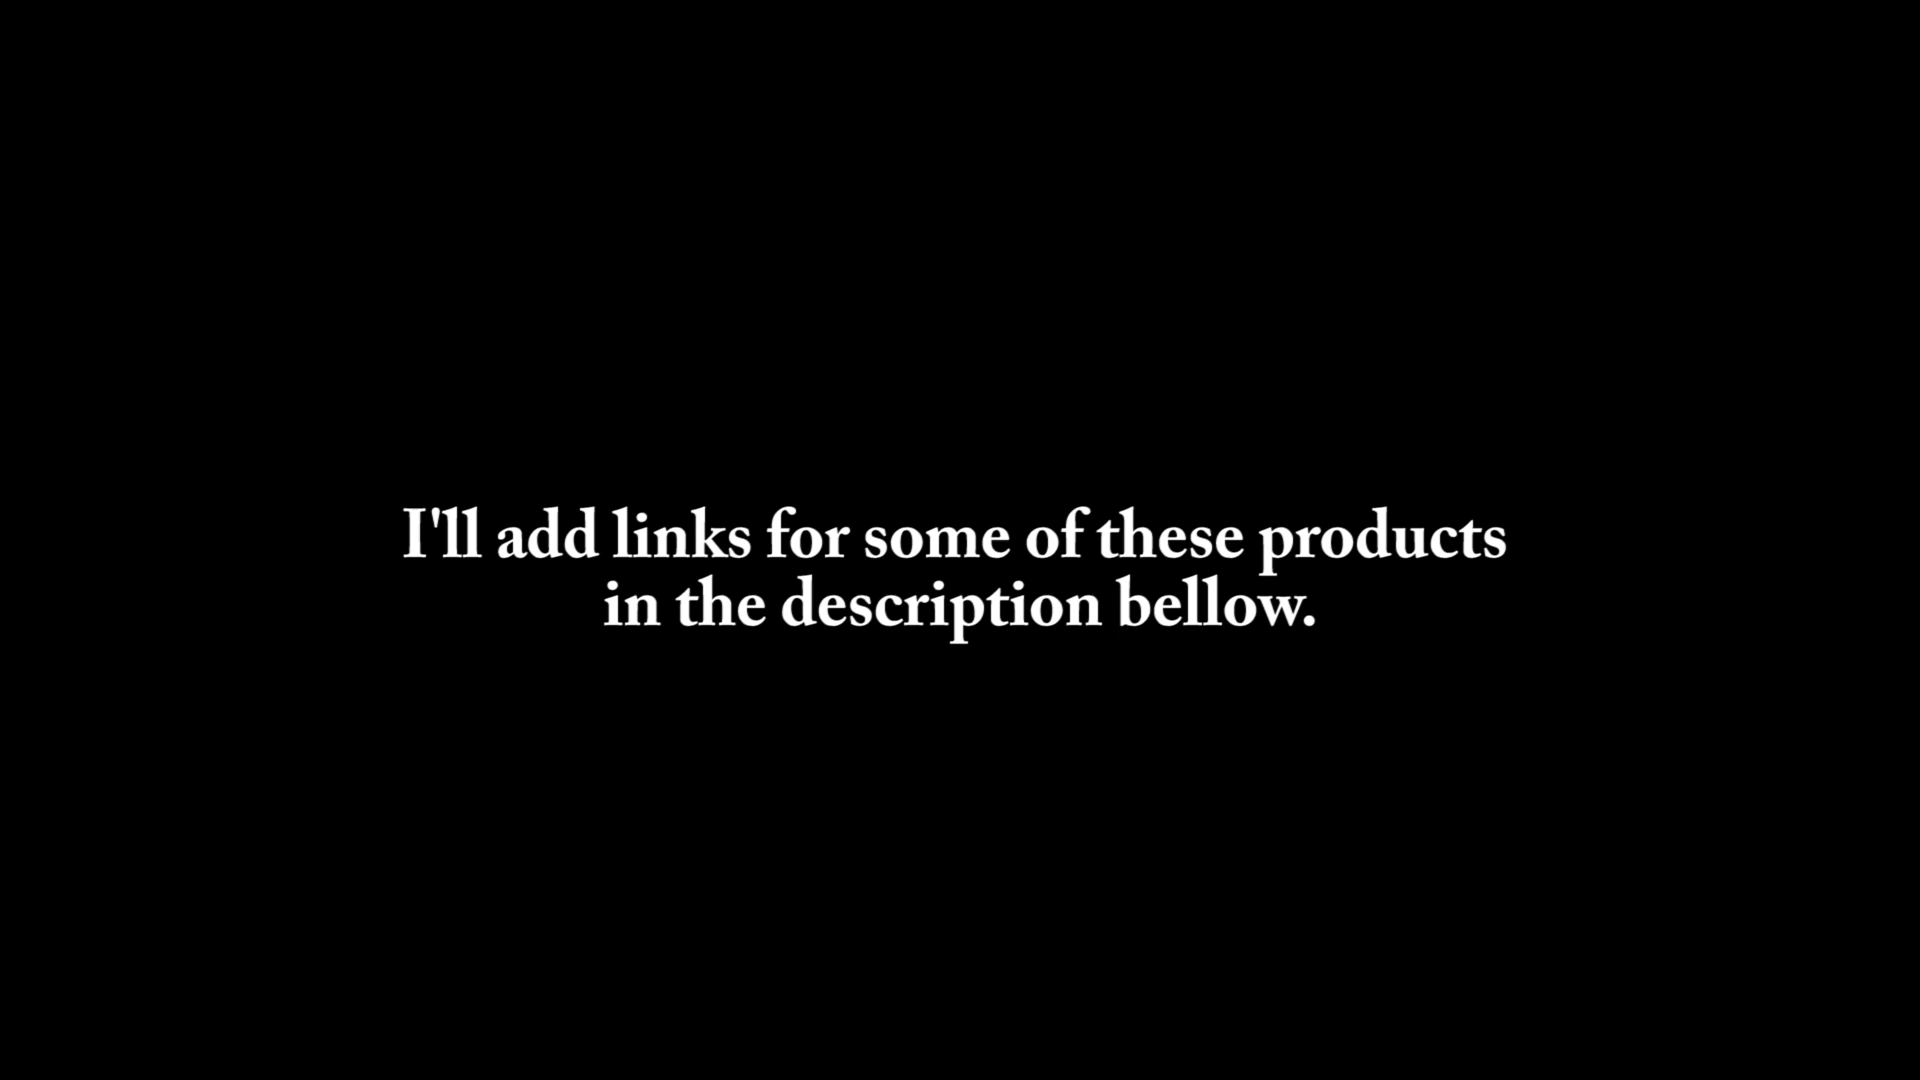 I'll add links for some of these products
in the description bellow.